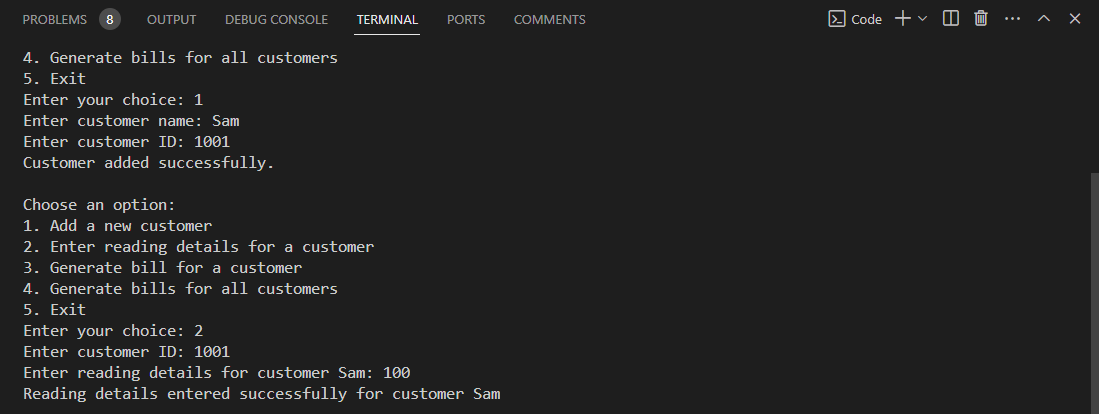 PROBLEMS 8 OUTPUT DEBUG CONSOLE TERMINAL PORTS COMMENTS Code
4. Generate bills for all customers
5. Exit
Enter your choice: 1
Enter customer name: Sam
Enter customer ID: 1001
Customer added successfully.
Choose an option:
1. Add a new customer
2. Enter reading details for a customer
3. Generate bill for a customer
4. Generate bills for all customers
5. Exit
Enter your choice: 2
Enter customer ID: 1001
Enter reading details for customer Sam: 100
Reading details entered successfully for customer Sam